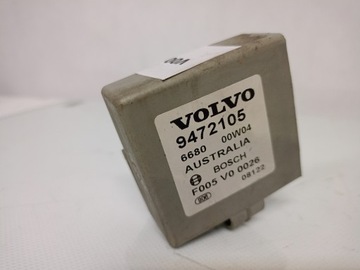 VOLVO
9472105
6680 00W04
AUSTRALIA
BOSCH
F005 V0 0026
08122